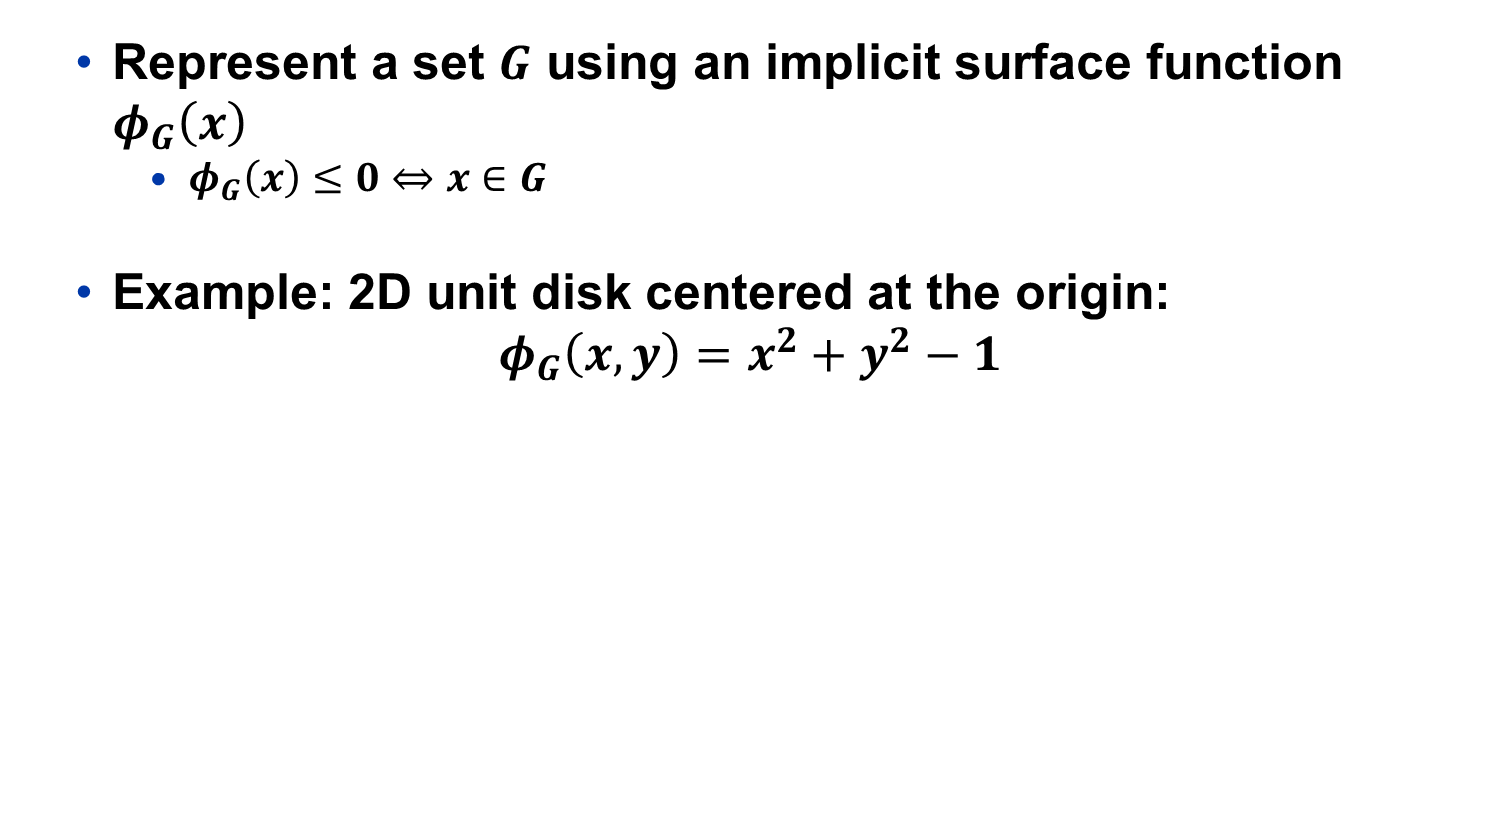 • Represent a set G using an implicit surface function
ϕ_G(x)
• ϕ_G(x) ≤ 0 ⇔ x ∈ G
• Example: 2D unit disk centered at the origin:
ϕ_G(x, y) = x² + y² − 1